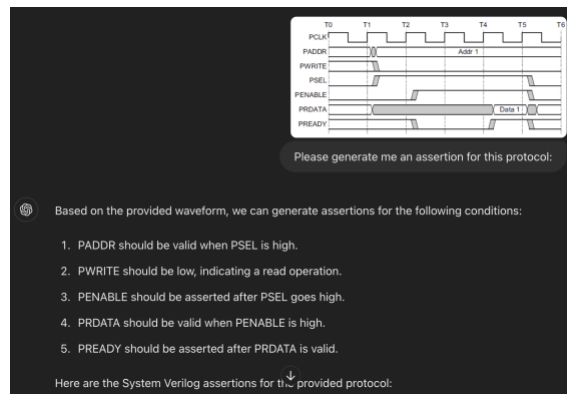 T0 T1 T2 T3 T4 T5 T6
PCLK
PADDR Addr 1
PWRITE
PSEL
PENABLE
PRDATA Data 1
PREADY
Please generate me an assertion for this protocol:
Based on the provided waveform, we can generate assertions for the following conditions:
1. PADDR should be valid when PSEL is high.
2. PWRITE should be low, indicating a read operation.
3. PENABLE should be asserted after PSEL goes high.
4. PRDATA should be valid when PENABLE is high.
5. PREADY should be asserted after PRDATA is valid.
Here are the System Verilog assertions for the provided protocol: